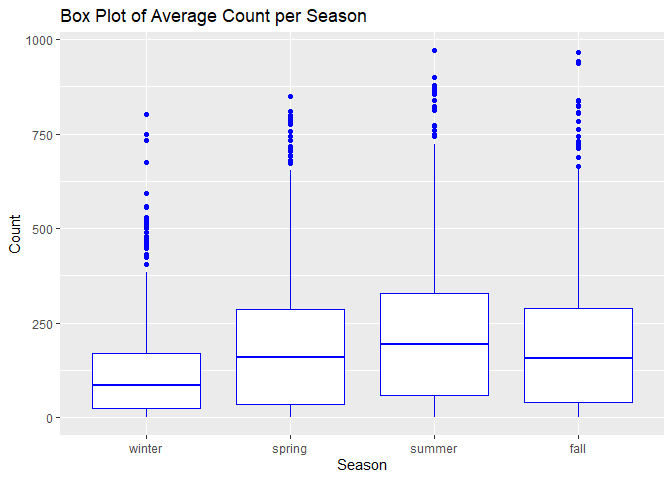 Box Plot of Average Count per Season
1000
750
500
250
0
Count
winter spring summer fall
Season